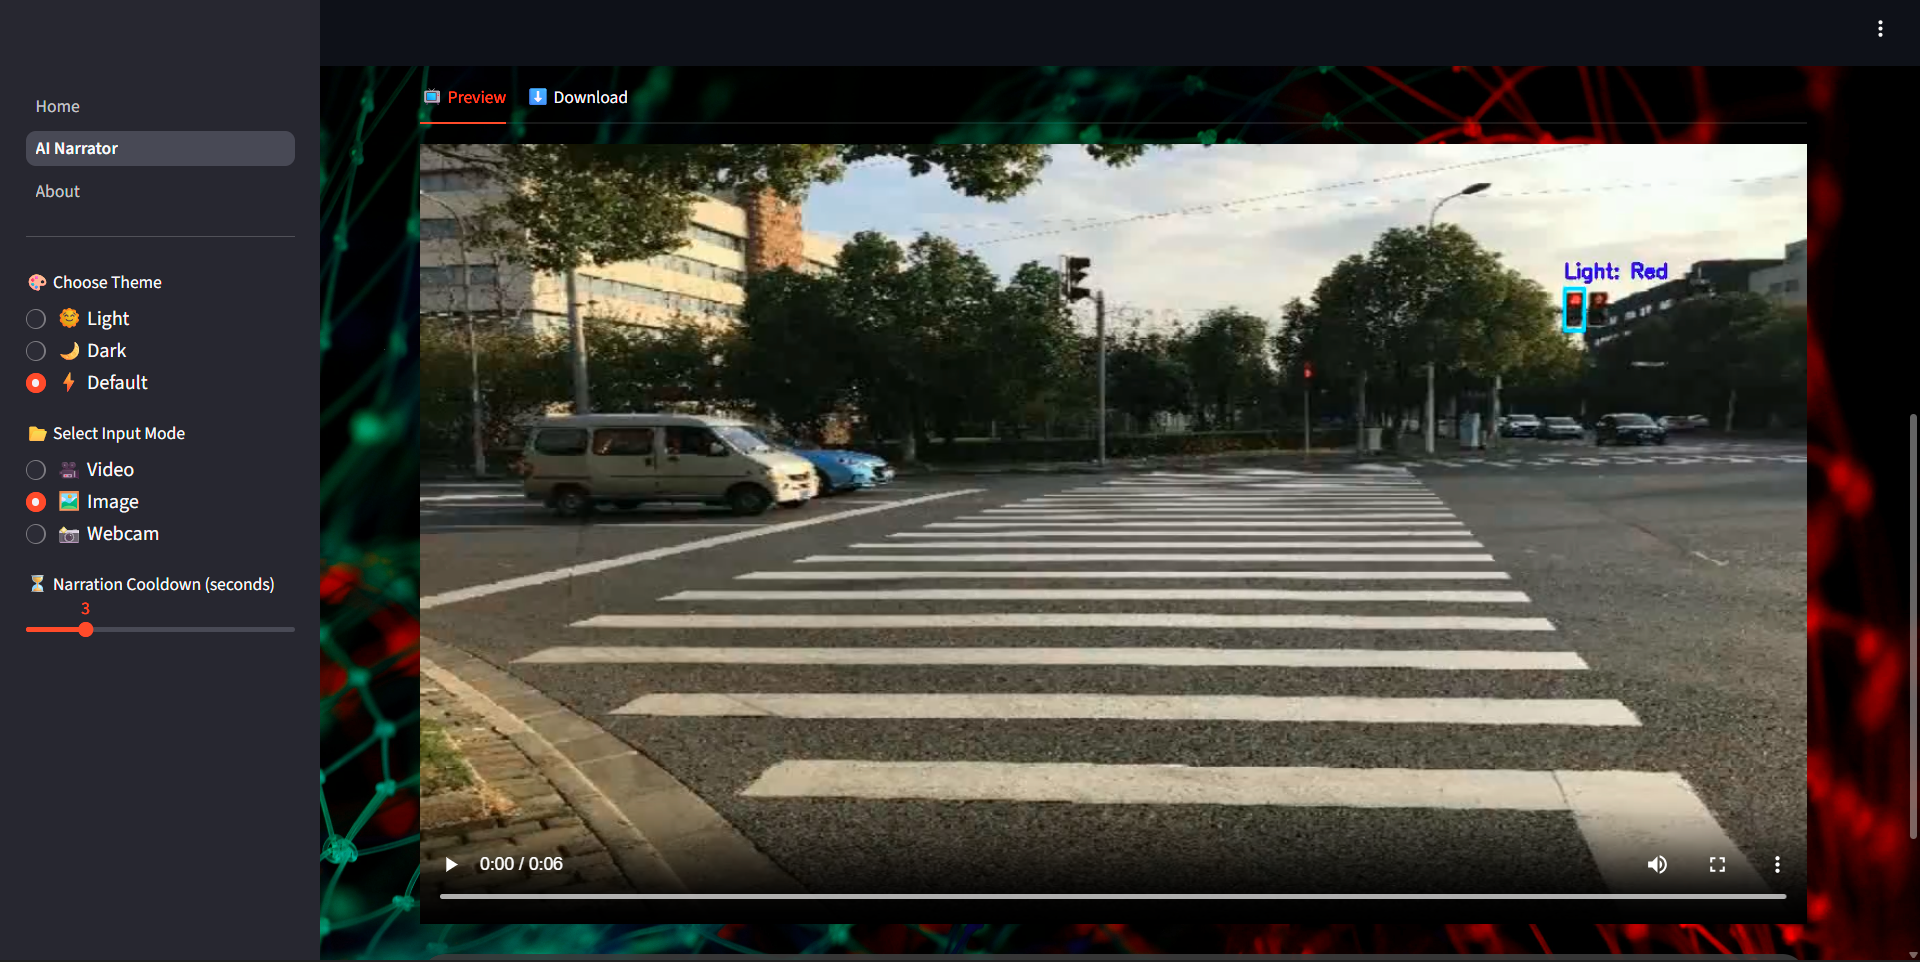 Home
AI Narrator
About
Choose Theme
Light
Dark
Default
Select Input Mode
Video
Image
Webcam
Narration Cooldown (seconds)
3
Preview
Download
Light: Red
0:00 / 0:06